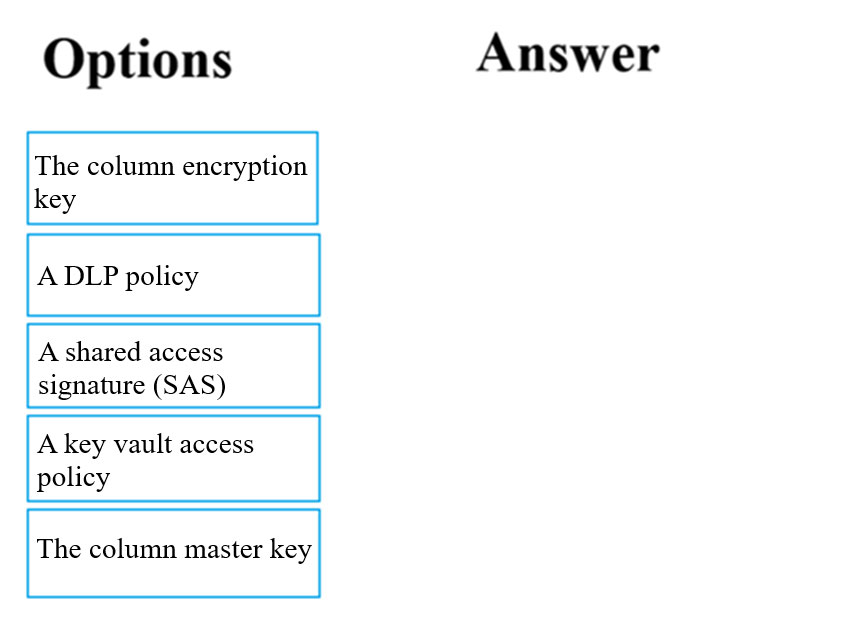 Options
Answer
The column encryption
key
A DLP policy
A shared access
signature (SAS)
A key vault access
policy
The column master key